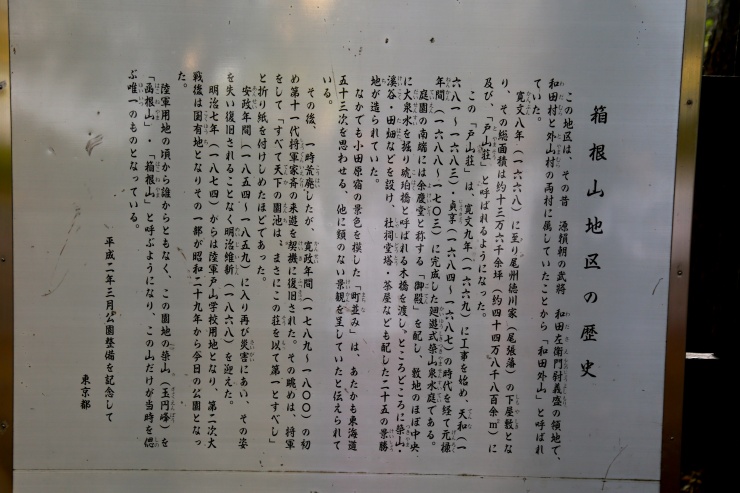 箱根山地区の歴史
この地区は、その昔 源頼朝の武将 和田左衛門尉義盛の領地で、
和田村と外山村の両村に属していたことから「和田外山」と呼ばれ
ていた。
寛文八年(一六六八)に至り尾州徳川家(尾張藩)の下屋敷とな
り、その総面積は約十三万六千余坪(約四十四万八千八百余㎡)に
及び、「戸山荘」と呼ばれるようになった。
この「戸山荘」は、寛文九年(一六六九)に工事を始め、天和(一
六八一〜一六八三)・貞享(一六八四〜一六八七)の時代を経て元禄
年間(一六八八〜一七〇三)に完成した廻遊式築山泉水庭である。
庭園の南端には余慶堂と称する「御殿」を配し、敷地のほぼ中央
に大泉水を掘り琥珀橋と呼ばれる木橋を渡し、ところどころに築山・
渓谷・田畑などを設け、社祠堂塔・茶屋なども配した二十五の景勝
地が造られていた。
なかでも小田原宿の景色を模した「町並み」は、あたかも東海道
五十三次を思わせる、他に類のない景観を呈していたと伝えられて
いる。
その後、一時荒廃したが、寛政年間(一七八九〜一八〇〇)の初
め第十一代将軍家斉の来遊を契機に復旧された。その眺めは、将軍
をして「すべて天下の園池は、まさにこの荘を以て第一とすべし」
と折り紙を付けしめたほどであった。
安政年間(一八五四〜一八五九)に入り再び災害にあい、その姿
を失い復旧されることなく明治維新(一八六八)を迎えた。
明治七年(一八七四)からは陸軍戸山学校用地となり、第二次大
戦後は国有地となりその一部が昭和二十九年から今日の公園となっ
た。
陸軍用地の頃から誰からともなく、この園地の築山(玉円峰)を
「函根山」・「箱根山」と呼ぶようになり、この山だけが当時を偲
ぶ唯一のものとなっている。
平成二年三月公園整備を記念して
東京都